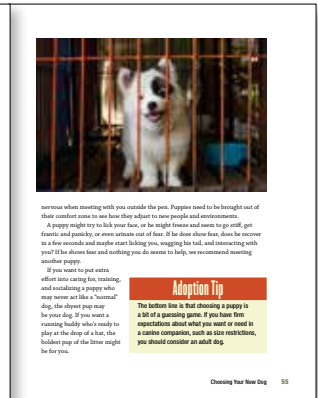 nervous when meeting with you outside the pen. Puppies need to be brought out of
their comfort zone to see how they adjust to new people and environments.
A puppy might try to lick your face, or he might freeze and seem to go stiff, get
frantic and panicky, or even urinate out of fear. If he does show fear, does he recover
in a few seconds and maybe start licking you, wagging his tail, and interacting with
you? If he shows fear and nothing you do seems to help, we recommend meeting
another puppy.
If you want to put extra
effort into caring for, training,
and socializing a puppy who
may never act like a "normal"
dog, the shyest pup may
be your dog. If you want a
running buddy who's ready to
play at the drop of a hat, the
boldest pup of the litter might
be for you.
Adoption Tip
The bottom line is that choosing a puppy is
a bit of a guessing game. If you have firm
expectations about what you want or need in
a canine companion, such as size restrictions,
you should consider an adult dog.
Choosing Your New Dog 55